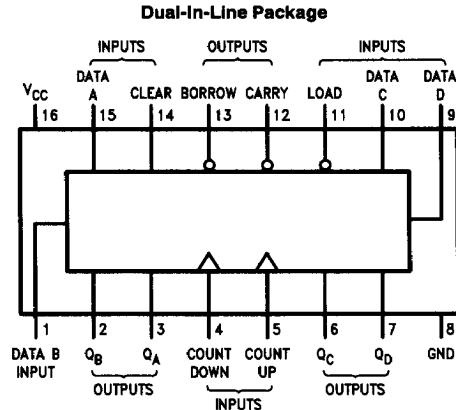 Dual-In-Line Package
INPUTS OUTPUTS INPUTS
DATA DATA DATA
VCC A CLEAR BORROW CARRY LOAD C D
16 15 14 13 12 11 10 9
1 2 3 4 5 6 7 8
DATA B QB QA COUNT COUNT QC QD GND
INPUT DOWN UP
OUTPUTS INPUTS OUTPUTS